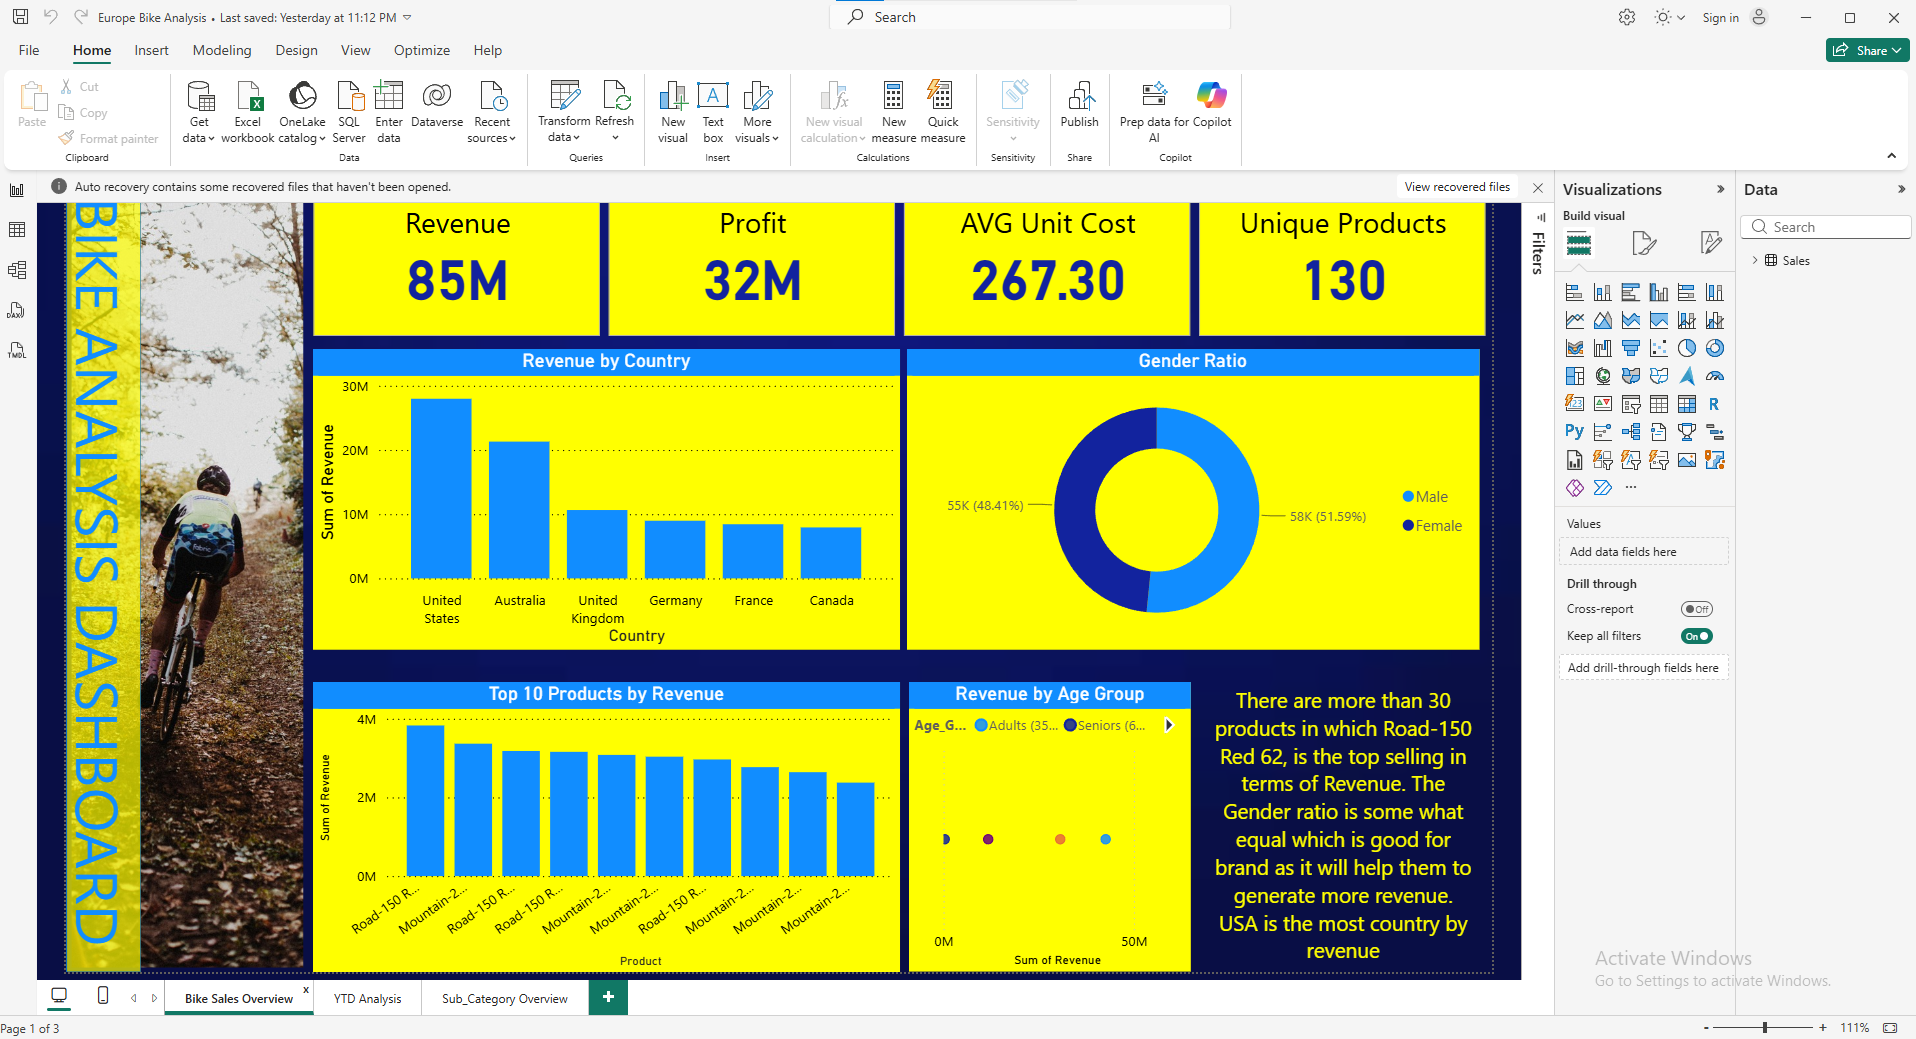 Europe Bike Analysis • Last saved: Yesterday at 11:12 PM
Search
Sign in
File Home Insert Modeling Design View Optimize Help
Share
Paste
Cut
Copy
Format painter
Clipboard
Get data
Excel workbook
OneLake catalog
SQL Server
Enter data
Dataverse
Recent sources
Data
Transform data
Refresh
Queries
New visual
Text box
More visuals
Insert
New visual calculation
New measure
Quick measure
Calculations
Sensitivity
Sensitivity
Publish
Share
Prep data for AI
Copilot
Copilot
Auto recovery contains some recovered files that haven't been opened.
View recovered files
DAX
TMDL
BIKE ANALYSIS DASHBOARD
fabric
Revenue
85M
Profit
32M
AVG Unit Cost
267.30
Unique Products
130
Revenue by Country
30M
20M
10M
0M
Sum of Revenue
United States
Australia
United Kingdom
Germany
France
Canada
Country
Gender Ratio
55K (48.41%)
58K (51.59%)
Male
Female
Top 10 Products by Revenue
4M
2M
0M
Sum of Revenue
Road-150 R...
Mountain-2...
Road-150 R...
Road-150 R...
Mountain-2...
Mountain-2...
Road-150 R...
Mountain-2...
Mountain-2...
Mountain-2...
Product
Revenue by Age Group
Age_G... Adults (35... Seniors (6...
0M
50M
Sum of Revenue
There are more than 30
products in which Road-150
Red 62, is the top selling in
terms of Revenue. The
Gender ratio is some what
equal which is good for
brand as it will help them to
generate more revenue.
USA is the most country by
revenue
Filters
Visualizations
Build visual
123
R
Py
Values
Add data fields here
Drill through
Cross-report
Off
Keep all filters
On
Add drill-through fields here
Data
Search
Sales
Activate Windows
Go to Settings to activate Windows.
Bike Sales Overview
x
YTD Analysis
Sub_Category Overview
+
Page 1 of 3
- + 111%